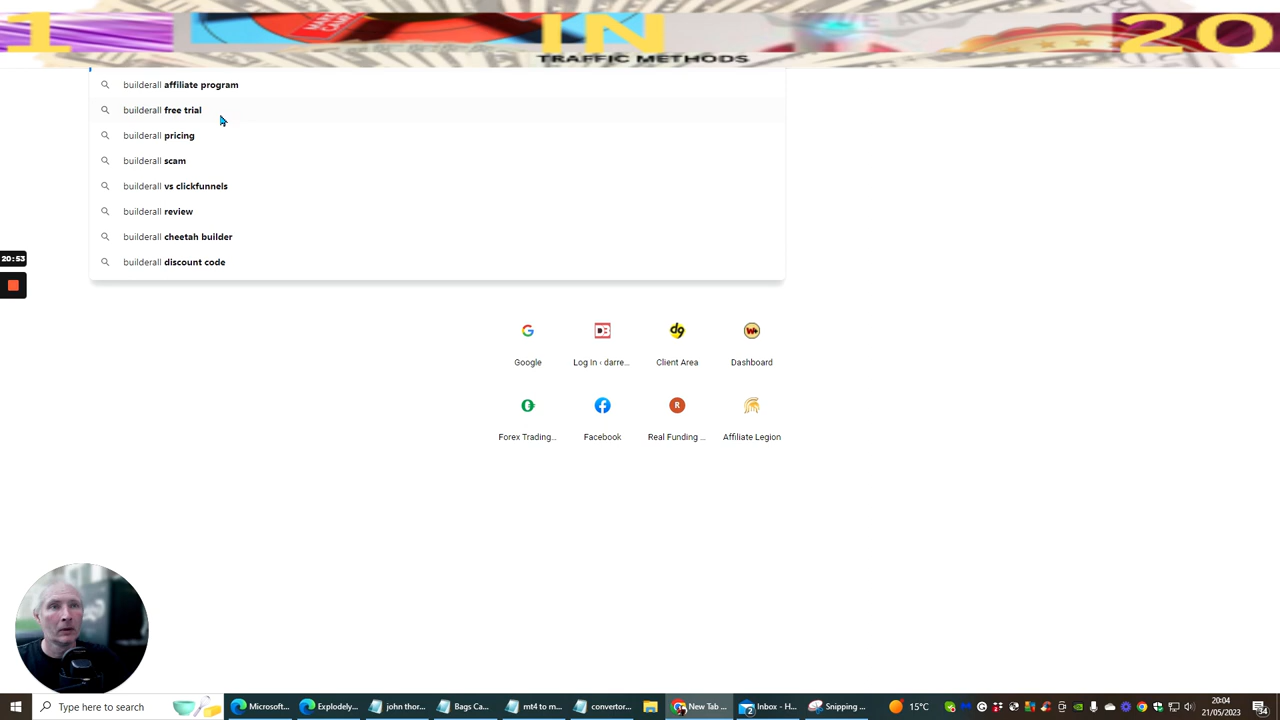 1
IN
20
TRAFFIC METHODS
builderall affiliate program
builderall free trial
builderall pricing
builderall scam
builderall vs clickfunnels
builderall review
builderall cheetah builder
builderall discount code
20:53
dg
Google
Log In ‹ darre...
Client Area
Dashboard
R
Forex Trading...
Facebook
Real Funding ...
Affiliate Legion
Type here to search
Microsoft...
Explodely...
john thor...
Bags Ca...
mt4 to m...
convertor...
New Tab ...
Inbox - H...
Snipping ...
15°C
20:04
21/05/2023